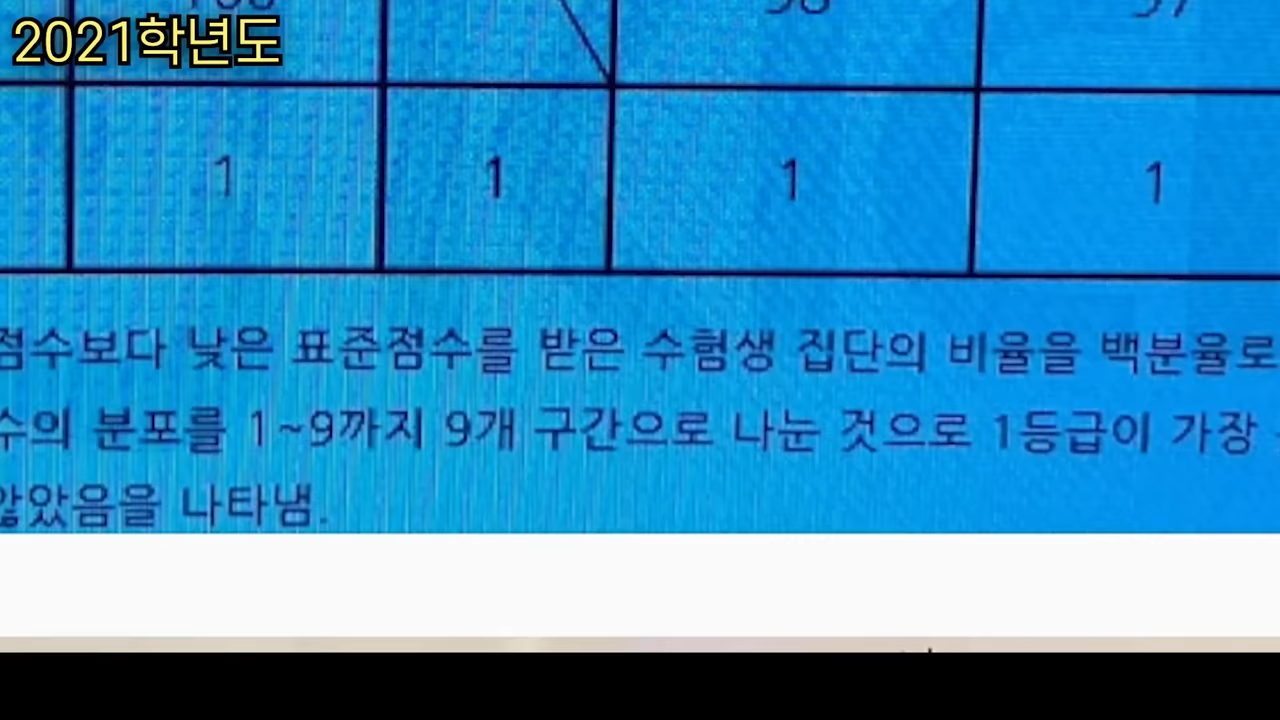 2021학년도
1 1 1 1
점수보다 낮은 표준점수를 받은 수험생 집단의 비율을 백분율로
수의 분포를 1~9까지 9개 구간으로 나눈 것으로 1등급이 가장
않았음을 나타냄.